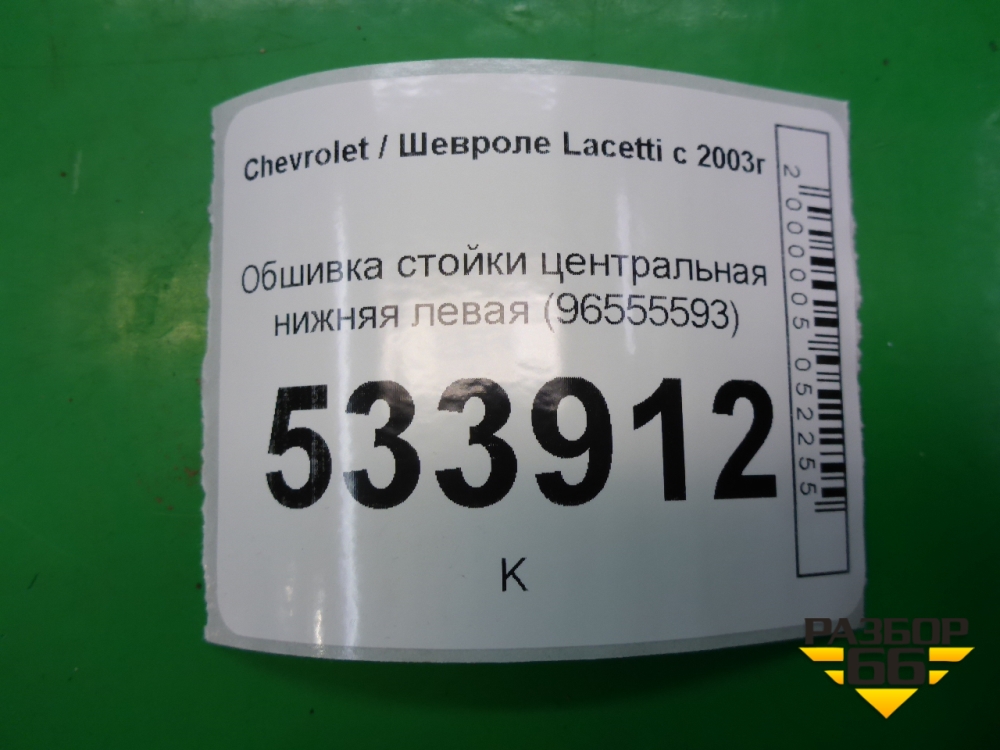 Chevrolet / Шевроле Lacetti с 2003г
Обшивка стойки центральная
нижняя левая (96555593)
533912
К
2000005052255
РАЗБОР
66